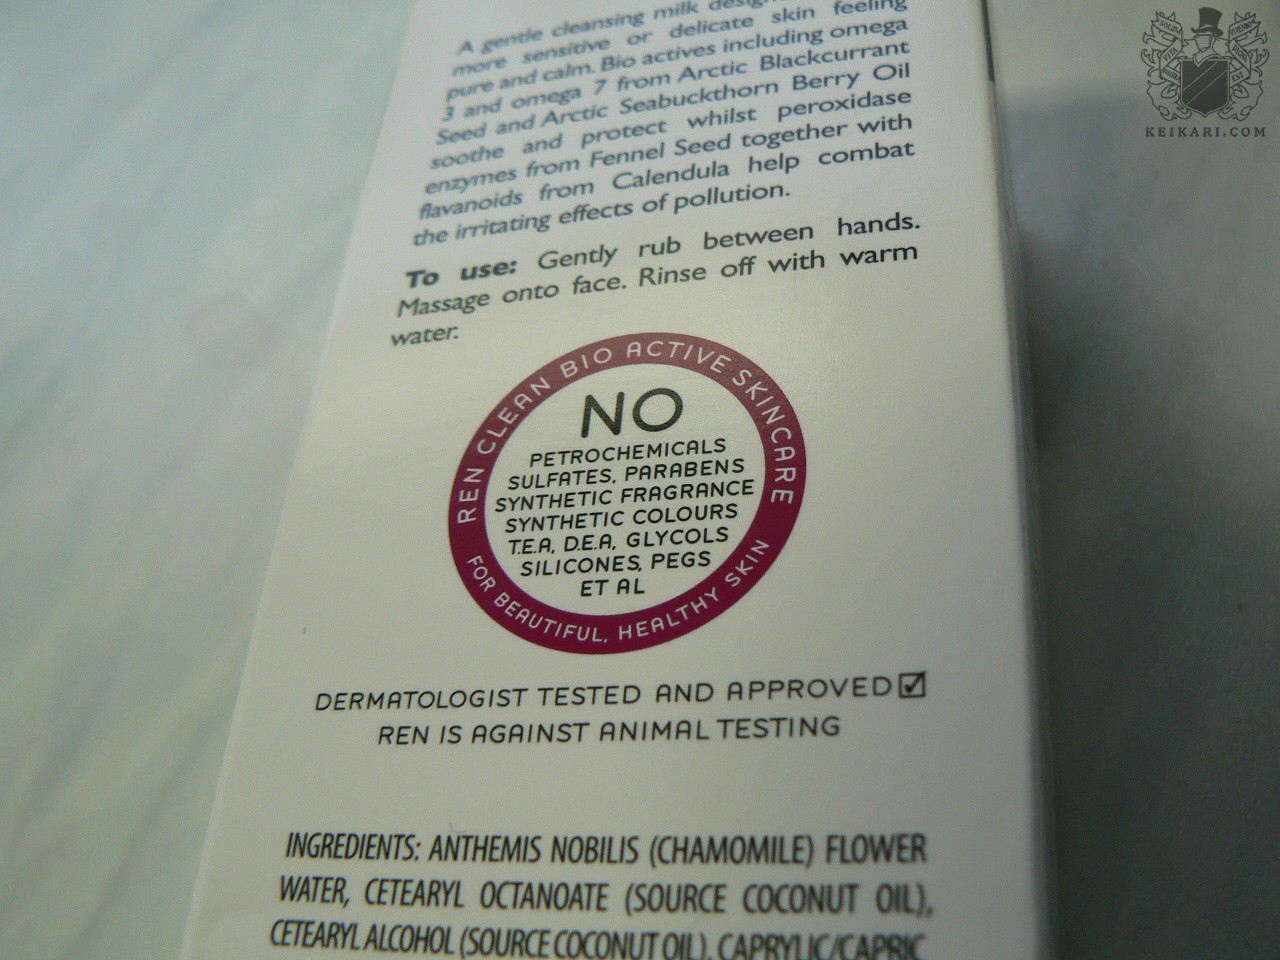 A gentle cleansing milk
more sensitive or delicate skin feeling
pure and calm. Bio actives including omega
3 and omega 7 from Arctic Blackcurrant
Seed and Arctic Seabuckthorn Berry Oil
soothe and protect whilst peroxidase
enzymes from Fennel Seed together with
flavanoids from Calendula help combat
the irritating effects of pollution.
To use: Gently rub between hands.
Massage onto face. Rinse off with warm
water.
REN CLEAN BIO ACTIVE SKINCARE
NO
PETROCHEMICALS
SULFATES, PARABENS
SYNTHETIC FRAGRANCE
SYNTHETIC COLOURS
T.E.A, D.E.A, GLYCOLS
SILICONES, PEGS
ET AL
FOR BEAUTIFUL, HEALTHY SKIN
DERMATOLOGIST TESTED AND APPROVED
REN IS AGAINST ANIMAL TESTING
INGREDIENTS: ANTHEMIS NOBILIS (CHAMOMILE) FLOWER
WATER, CETEARYL OCTANOATE (SOURCE COCONUT OIL),
CETEARYL ALCOHOL (SOURCE COCONUT OIL), CAPRYLIC/CAPRIC
KEIKARI.COM